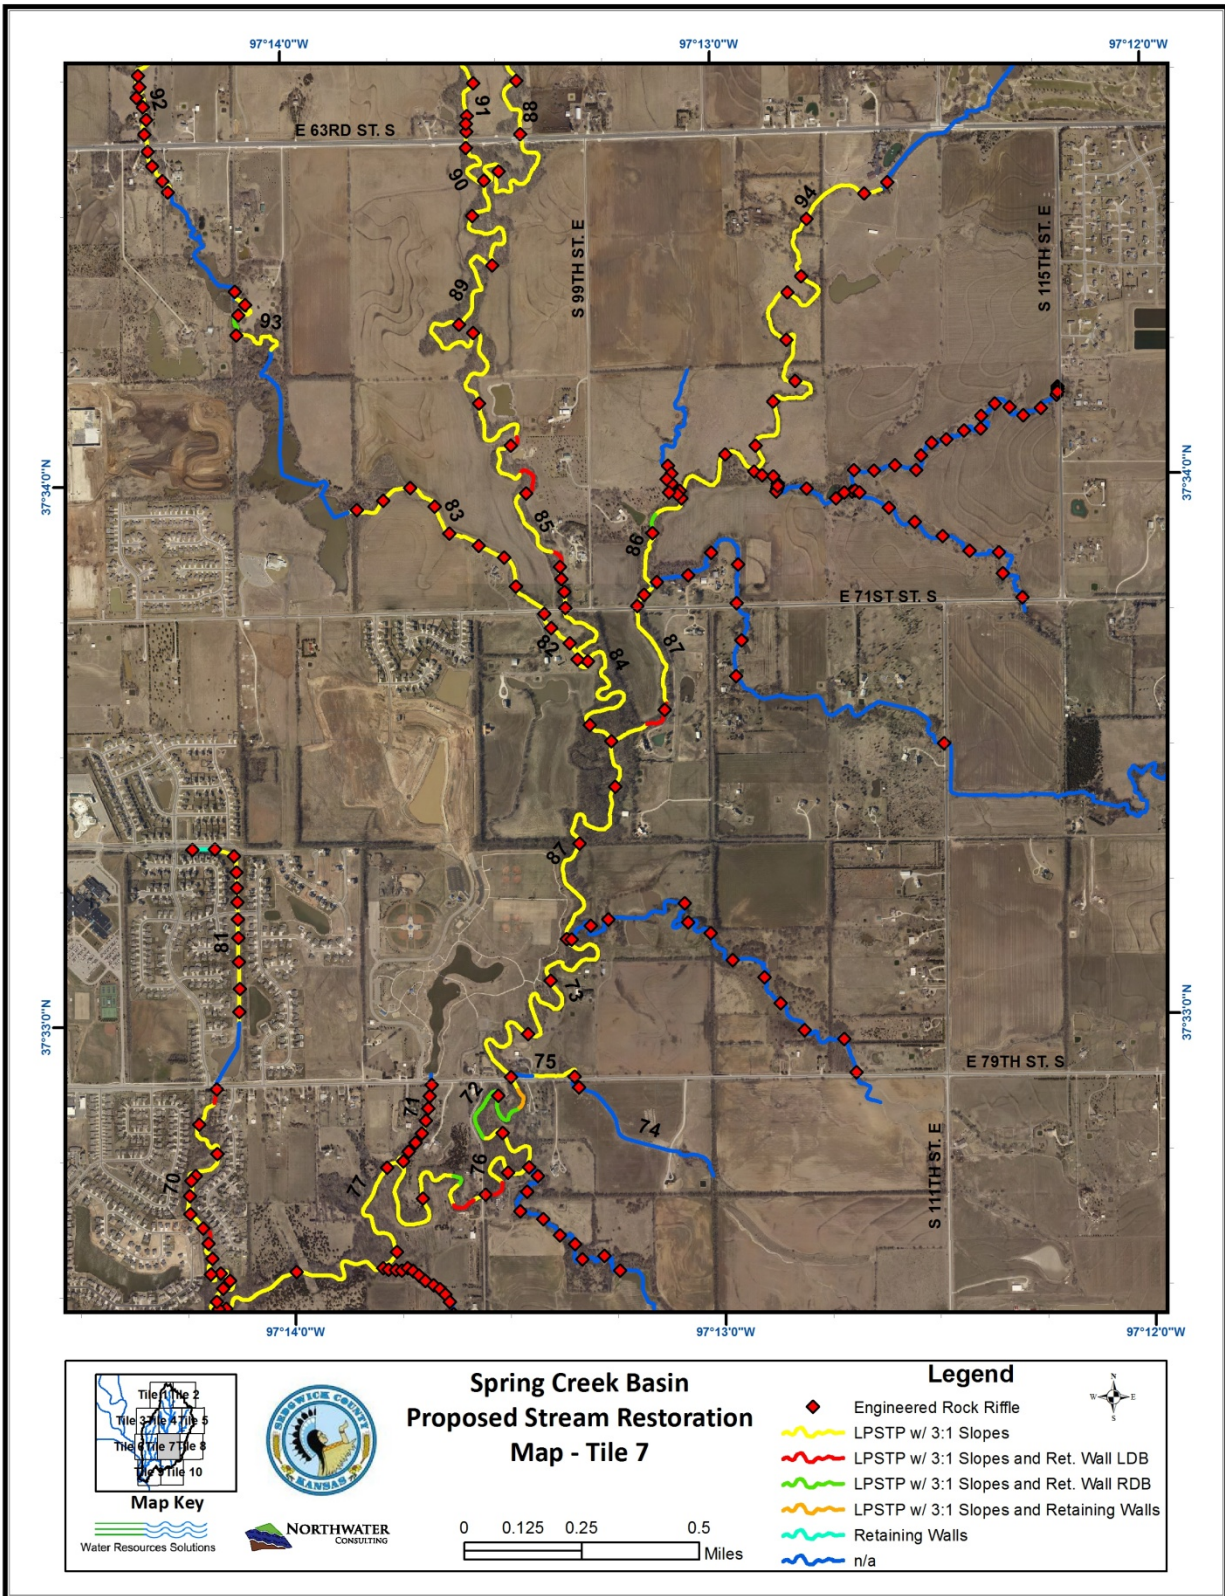 97°14'0"W
97°13'0"W
97°12'0"W
92
91
88
E 63RD ST. S
90
94
S 99TH ST. E
S 115TH ST. E
89
93
37°34'0"N
37°34'0"N
83
85
86
E 71ST ST. S
82
84
87
87
81
73
37°33'0"N
37°33'0"N
75
E 79TH ST. S
72
71
74
76
70
77
S 111TH ST. E
97°14'0"W
97°13'0"W
97°12'0"W
Tile 1 Tile 2
Tile 3 Tile 4 Tile 5
Tile 6 Tile 7 Tile 8
Tile 9 Tile 10
Map Key
Water Resources Solutions
SEDGWICK COUNTY
KANSAS
NORTHWATER
CONSULTING
Spring Creek Basin
Proposed Stream Restoration
Map - Tile 7
0 0.125 0.25 0.5
Miles
Legend
Engineered Rock Riffle
LPSTP w/ 3:1 Slopes
LPSTP w/ 3:1 Slopes and Ret. Wall LDB
LPSTP w/ 3:1 Slopes and Ret. Wall RDB
LPSTP w/ 3:1 Slopes and Retaining Walls
Retaining Walls
n/a
N
W E
S